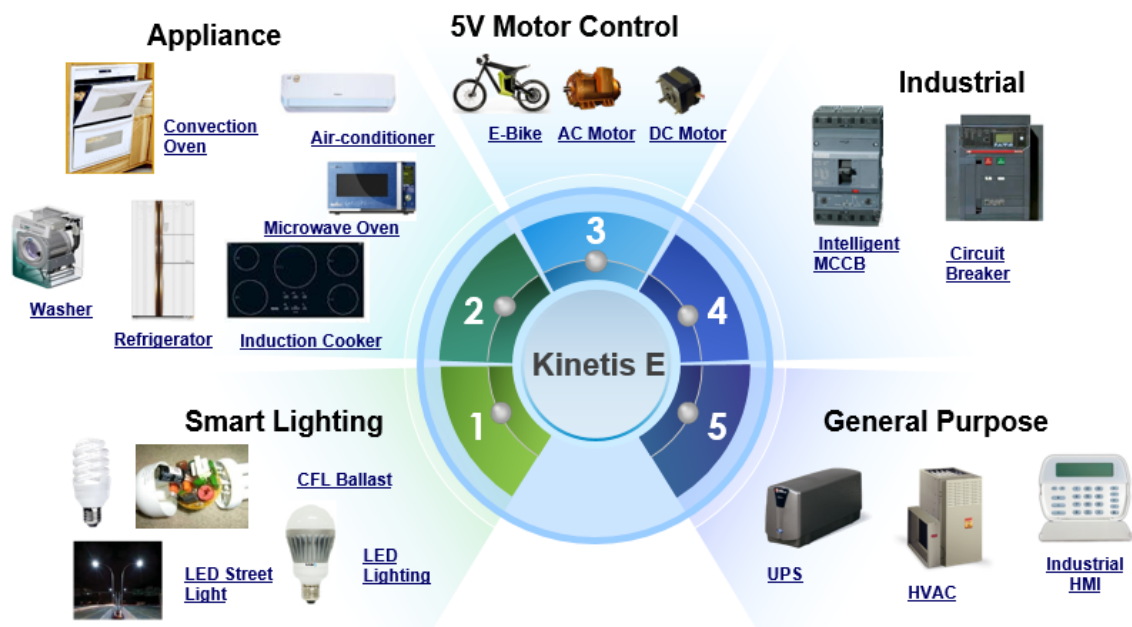 Appliance
5V Motor Control
Industrial
Convection
Oven
Air-conditioner
E-Bike
AC Motor
DC Motor
Microwave Oven
Washer
Refrigerator
Induction Cooker
Intelligent
MCCB
Circuit
Breaker
1
2
3
4
5
Kinetis E
Smart Lighting
CFL Ballast
LED Street
Light
LED
Lighting
General Purpose
UPS
HVAC
Industrial
HMI